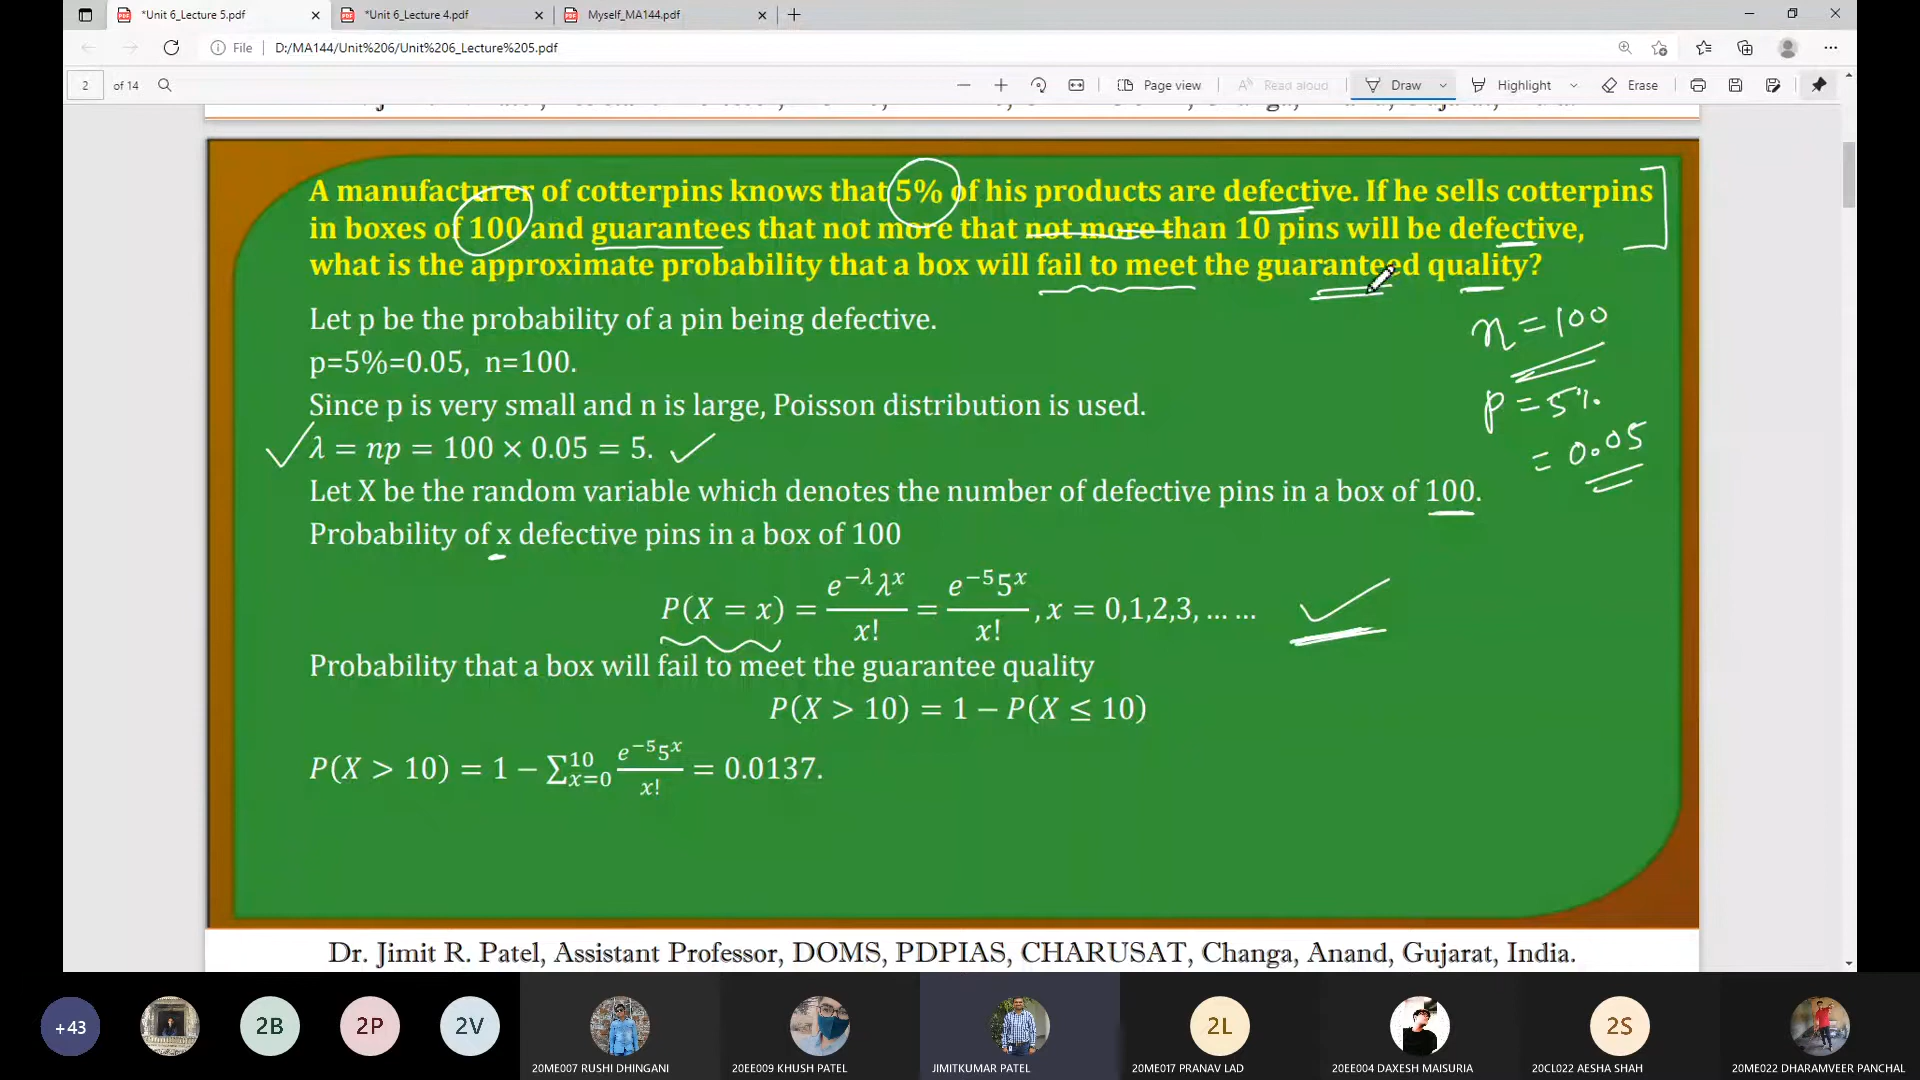 *Unit 6_Lecture 5.pdf
*Unit 6_Lecture 4.pdf
Myself_MA144.pdf
File
D:/MA144/Unit%206/Unit%206_Lecture%205.pdf
2 of 14
Page view
Read aloud
Draw
Highlight
Erase
A manufacturer of cotterpins knows that 5% of his products are defective. If he sells cotterpins
in boxes of 100 and guarantees that not more that not more than 10 pins will be defective,
what is the approximate probability that a box will fail to meet the guaranteed quality?
Let p be the probability of a pin being defective.
n = 100
p=5%=0.05, n=100.
p = 5%
Since p is very small and n is large, Poisson distribution is used.
= 0.05
λ = np = 100 × 0.05 = 5.
Let X be the random variable which denotes the number of defective pins in a box of 100.
Probability of x defective pins in a box of 100
P(X = x) = e^{−λ}λ^x / x! = e^{−5}5^x / x! , x = 0,1,2,3, ... ...
Probability that a box will fail to meet the guarantee quality
P(X > 10) = 1 − P(X ≤ 10)
P(X > 10) = 1 − ∑_{x=0}^{10} e^{−5}5^x / x! = 0.0137.
Dr. Jimit R. Patel, Assistant Professor, DOMS, PDPIAS, CHARUSAT, Changa, Anand, Gujarat, India.
+43
2B
2P
2V
2L
2S
20ME007 RUSHI DHINGANI
20EE009 KHUSH PATEL
JIMITKUMAR PATEL
20ME017 PRANAV LAD
20EE004 DAXESH MAISURIA
20CL022 AESHA SHAH
20ME022 DHARAMVEER PANCHAL